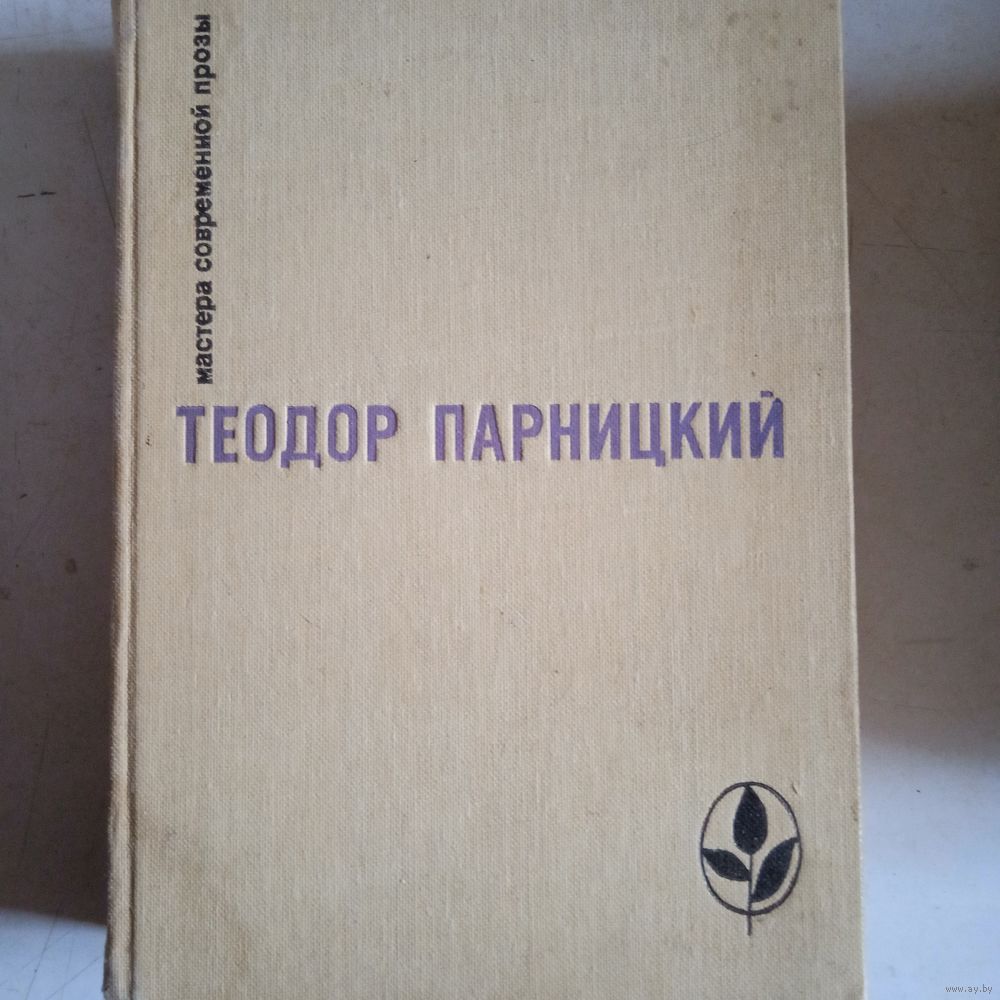 мастера современной прозы
ТЕОДОР ПАРНИЦКИЙ
www.ay.by